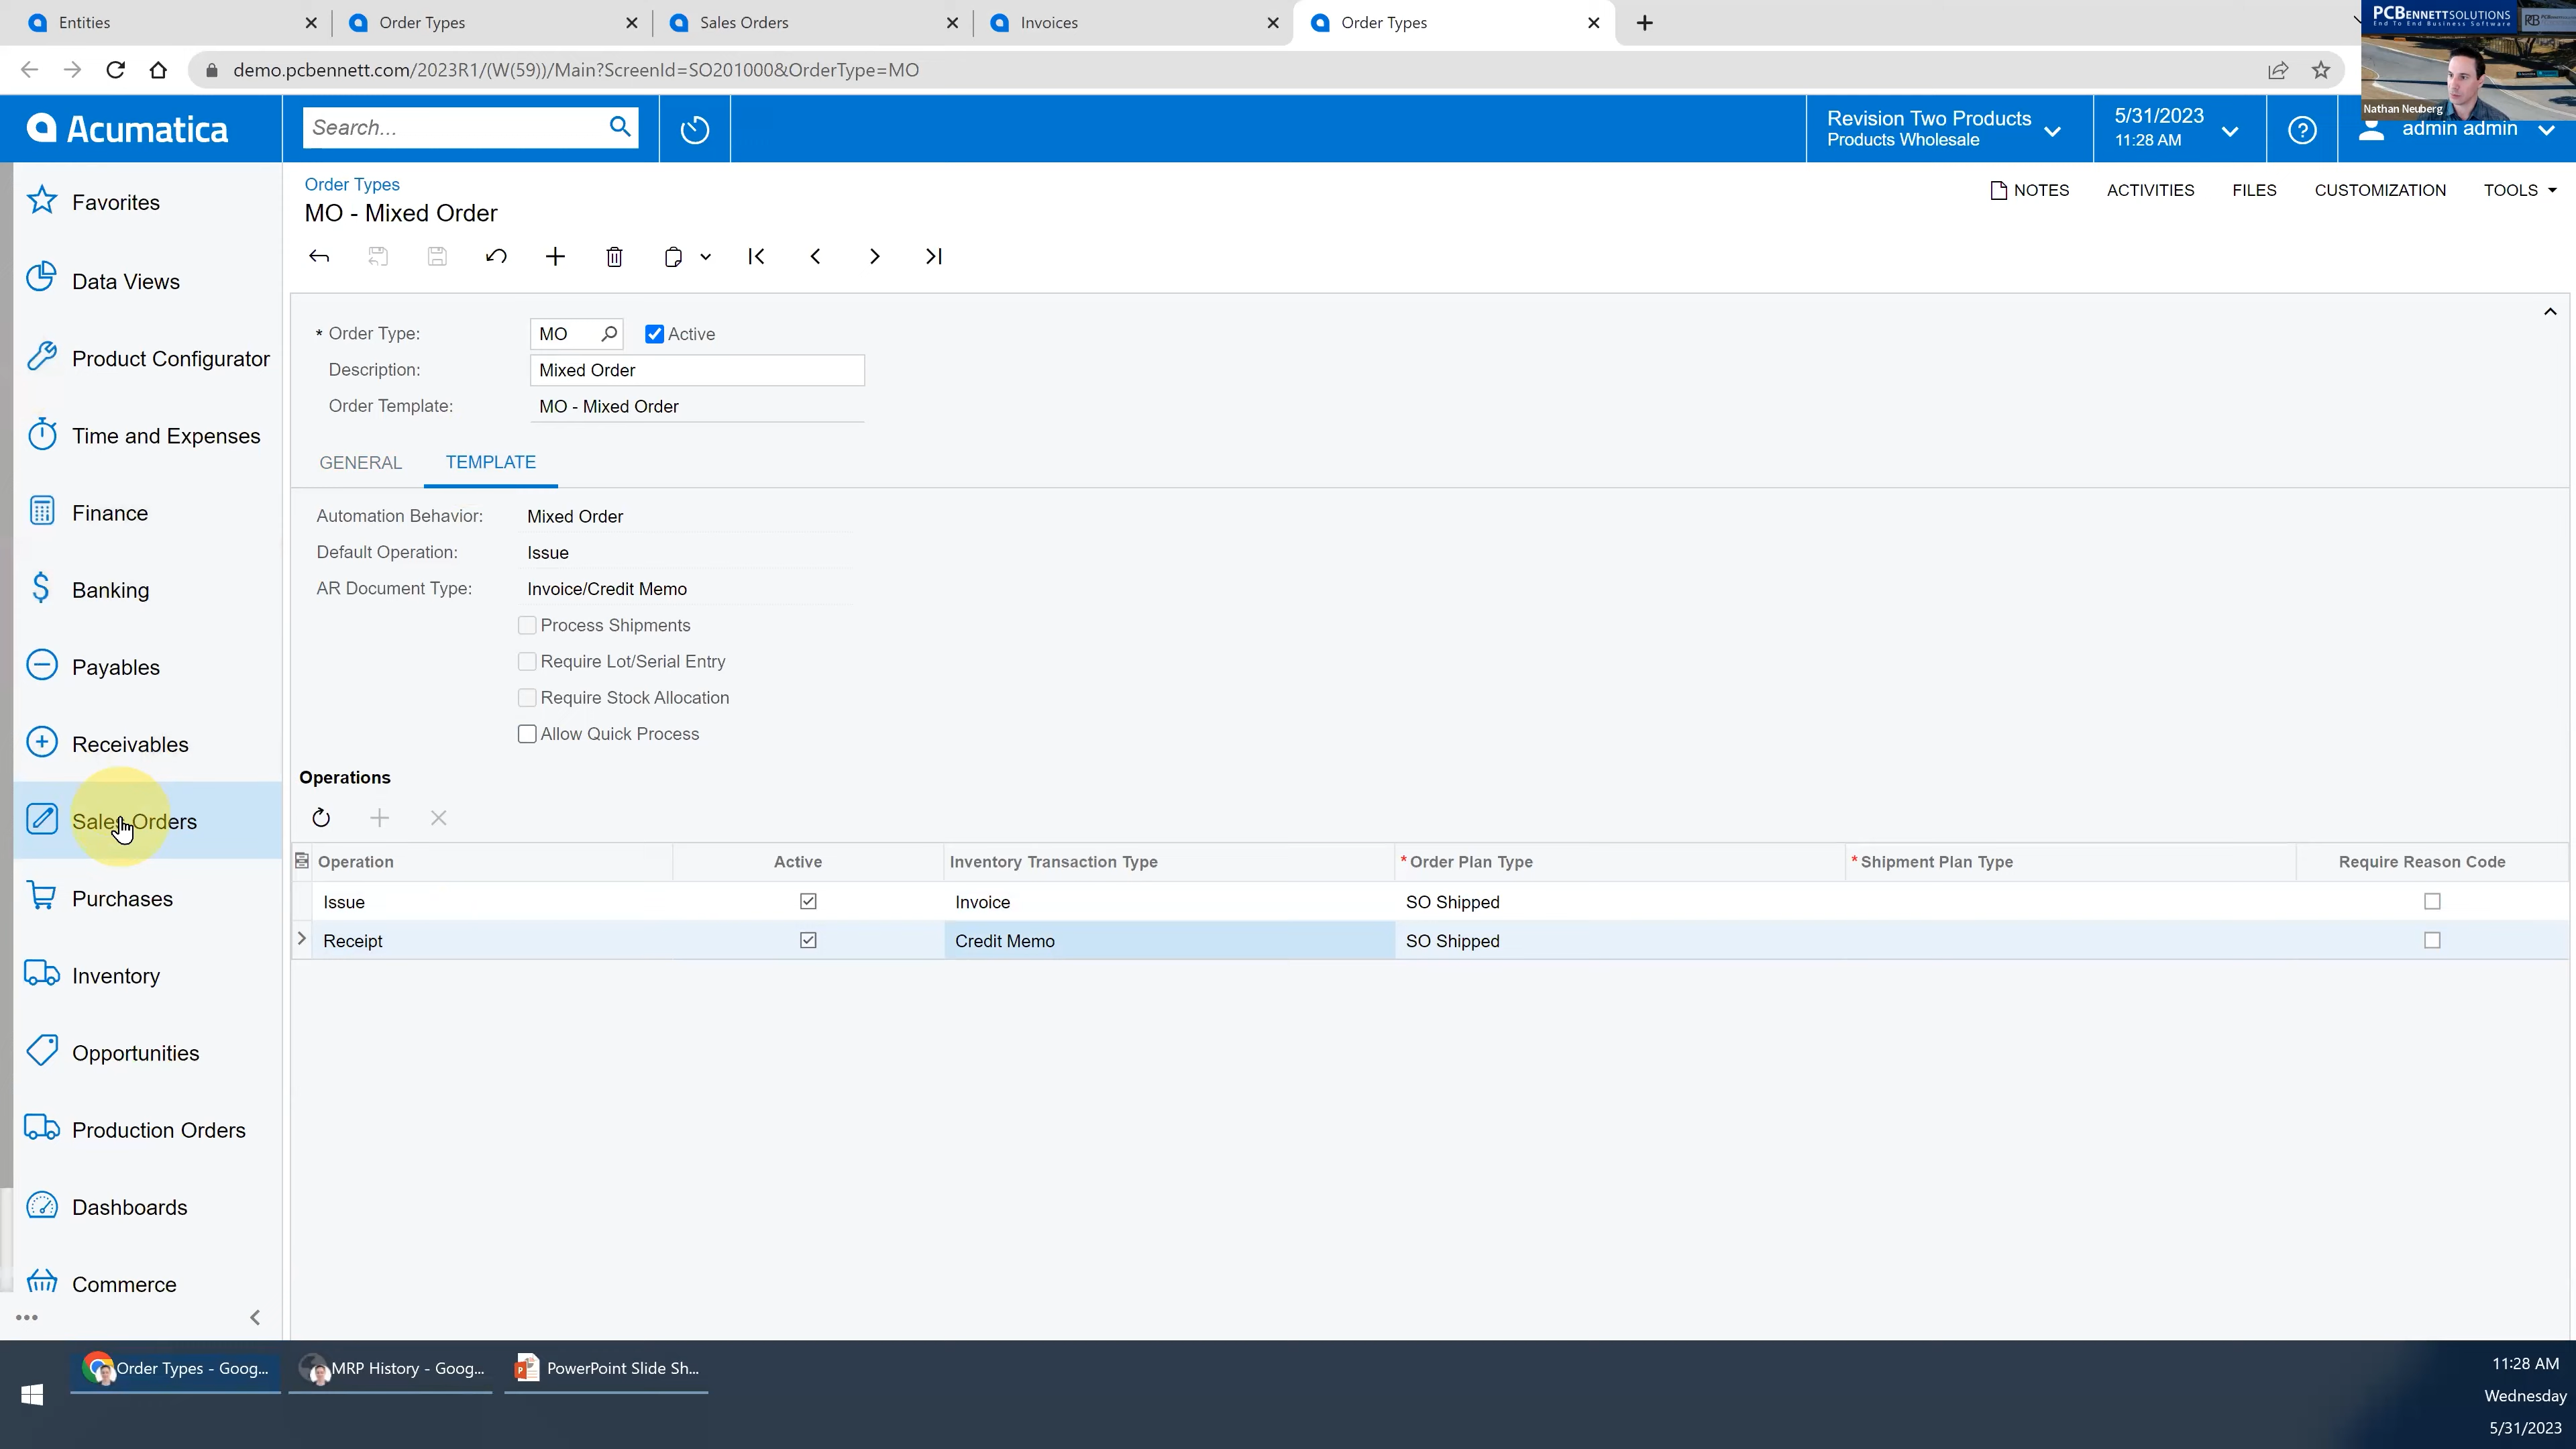 Entities
Order Types
Sales Orders
Invoices
Order Types
demo.pcbennett.com/2023R1/(W(59))/Main?ScreenId=SO201000&OrderType=MO
PCBENNETTSOLUTIONS
End To End Business Software
Nathan Neuberg
Acumatica
Search...
Revision Two Products
Products Wholesale
5/31/2023
11:28 AM
admin admin
Favorites
Data Views
Product Configurator
Time and Expenses
Finance
Banking
Payables
Receivables
Sales Orders
Purchases
Inventory
Opportunities
Production Orders
Dashboards
Commerce
Order Types
MO - Mixed Order
NOTES ACTIVITIES FILES CUSTOMIZATION TOOLS
* Order Type: MO Active
Description: Mixed Order
Order Template: MO - Mixed Order
GENERAL TEMPLATE
Automation Behavior: Mixed Order
Default Operation: Issue
AR Document Type: Invoice/Credit Memo
Process Shipments
Require Lot/Serial Entry
Require Stock Allocation
Allow Quick Process
Operations
Operation Active Inventory Transaction Type * Order Plan Type * Shipment Plan Type Require Reason Code
Issue Invoice SO Shipped
Receipt Credit Memo SO Shipped
Order Types - Goog...
MRP History - Goog...
PowerPoint Slide Sh...
11:28 AM
Wednesday
5/31/2023